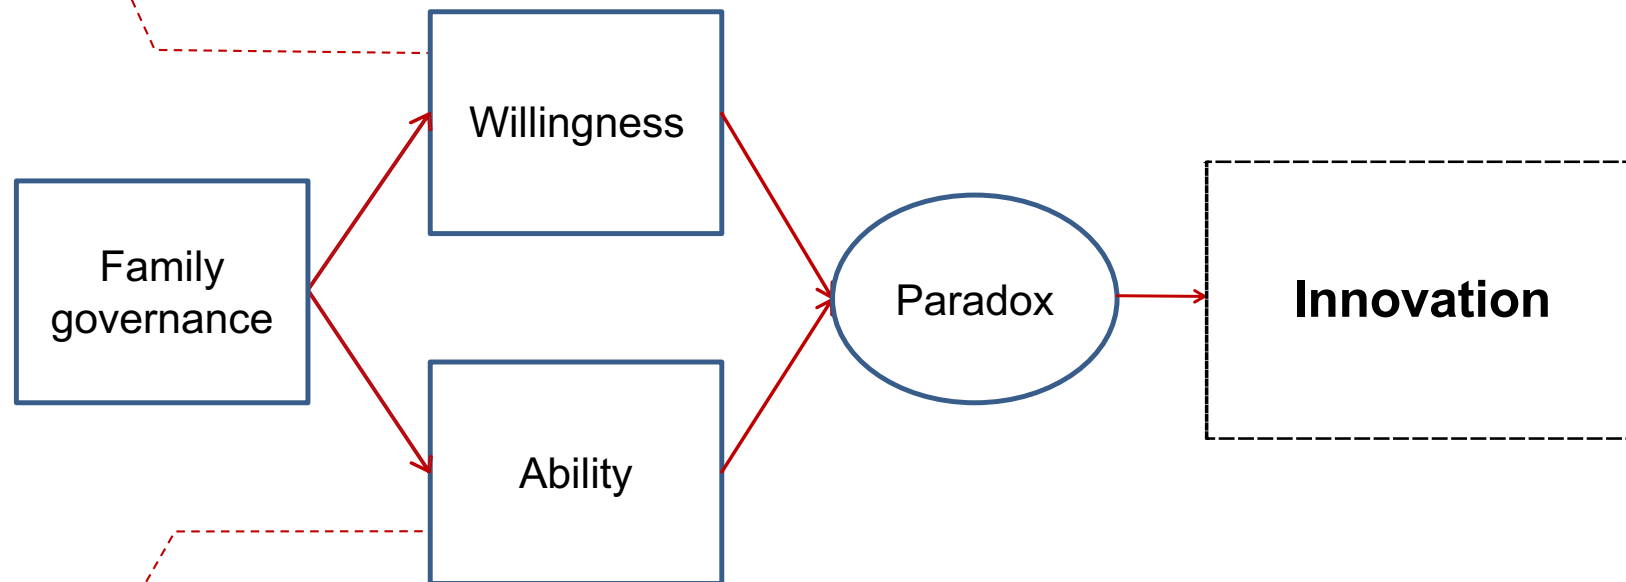 Willingness
Family
governance
Paradox
Innovation
Ability